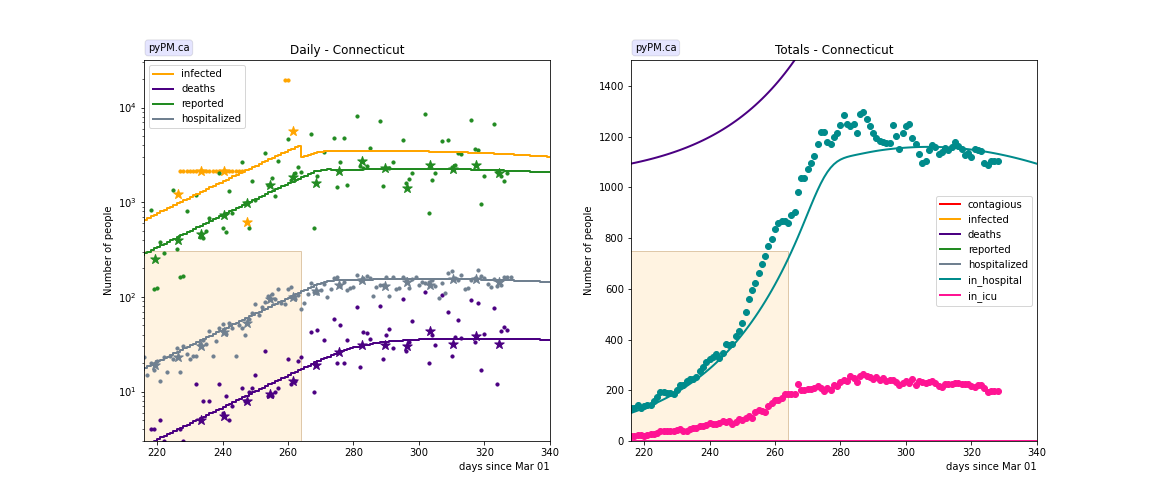 pyPM.ca
Daily - Connecticut
infected
deaths
reported
hospitalized
Number of people
10⁴
10³
10²
10¹
220 240 260 280 300 320 340
days since Mar 01
pyPM.ca
Totals - Connecticut
contagious
infected
deaths
reported
hospitalized
in_hospital
in_icu
Number of people
1400
1200
1000
800
600
400
200
0
220 240 260 280 300 320 340
days since Mar 01